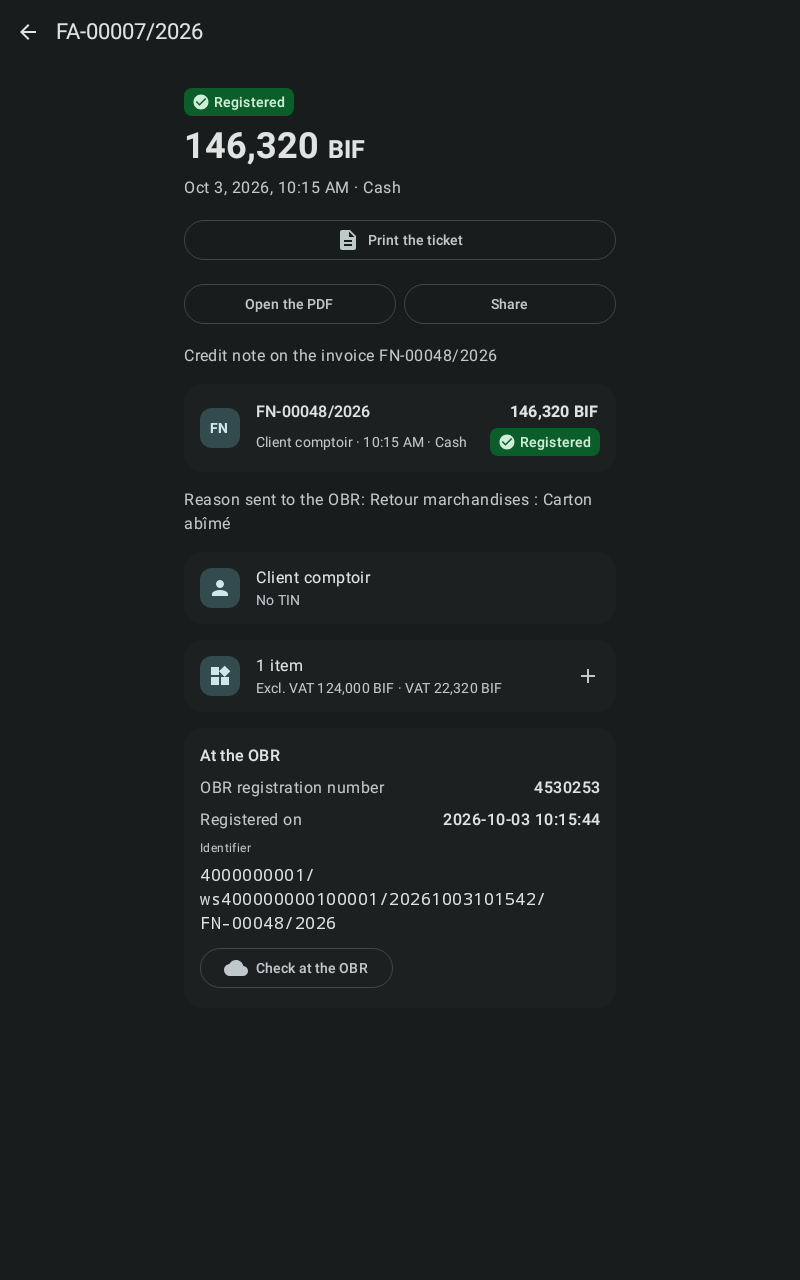 FA-00007/2026
Registered
146,320 BIF
Oct 3, 2026, 10:15 AM · Cash
Print the ticket
Open the PDF
Share
Credit note on the invoice FN-00048/2026
FN
FN-00048/2026
146,320 BIF
Client comptoir · 10:15 AM · Cash
Registered
Reason sent to the OBR: Retour marchandises : Carton
abîmé
Client comptoir
No TIN
1 item
Excl. VAT 124,000 BIF · VAT 22,320 BIF
At the OBR
OBR registration number
4530253
Registered on
2026-10-03 10:15:44
Identifier
4000000001/
ws400000000100001/20261003101542/
FN-00048/2026
Check at the OBR